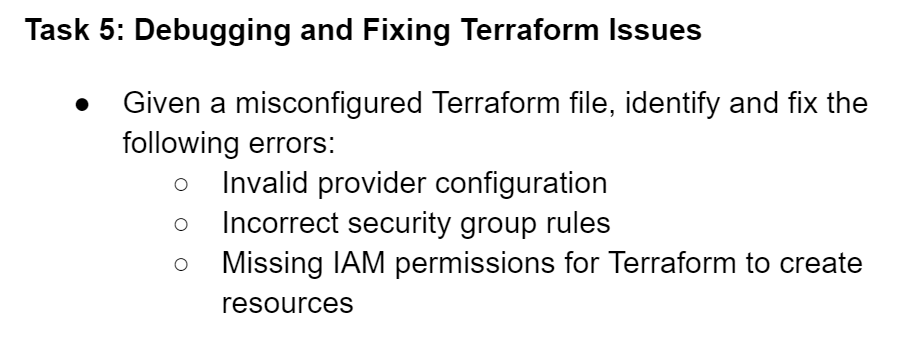 Task 5: Debugging and Fixing Terraform Issues
● Given a misconfigured Terraform file, identify and fix the
following errors:
○ Invalid provider configuration
○ Incorrect security group rules
○ Missing IAM permissions for Terraform to create
resources